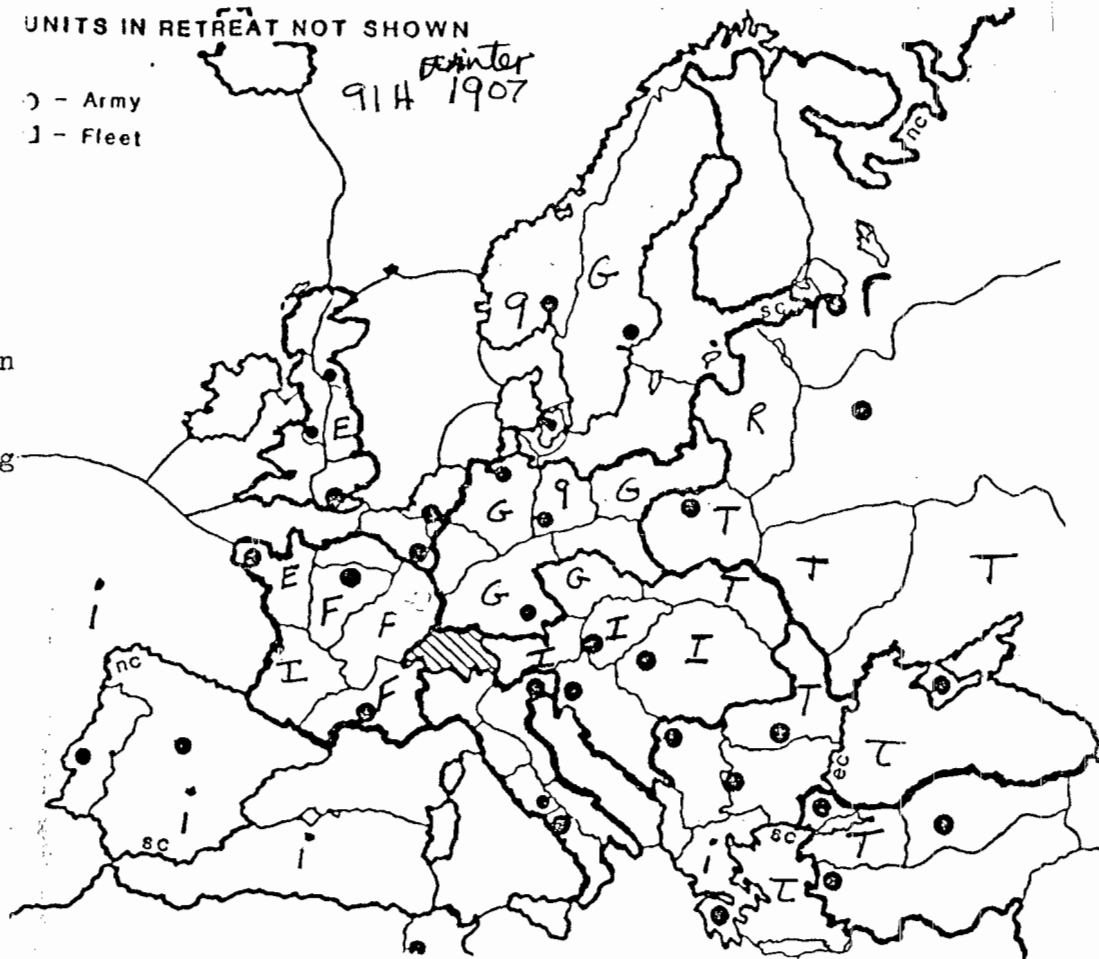 UNITS IN RETREAT NOT SHOWN
winter
91H 1907
- Army
- Fleet
nc
G
g
sc
i
n
R
E
g
G
g
G
T
T
T
E
G
G
T
i
F
F
I
I
I
nc
F
T
ec
τ
i
sc
i
i
sc
T
τ